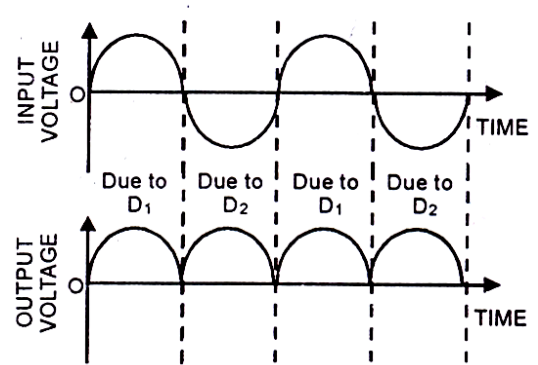 INPUT
VOLTAGE
O
TIME
Due to
D1
Due to
D2
Due to
D1
Due to
D2
OUTPUT
VOLTAGE
O
TIME